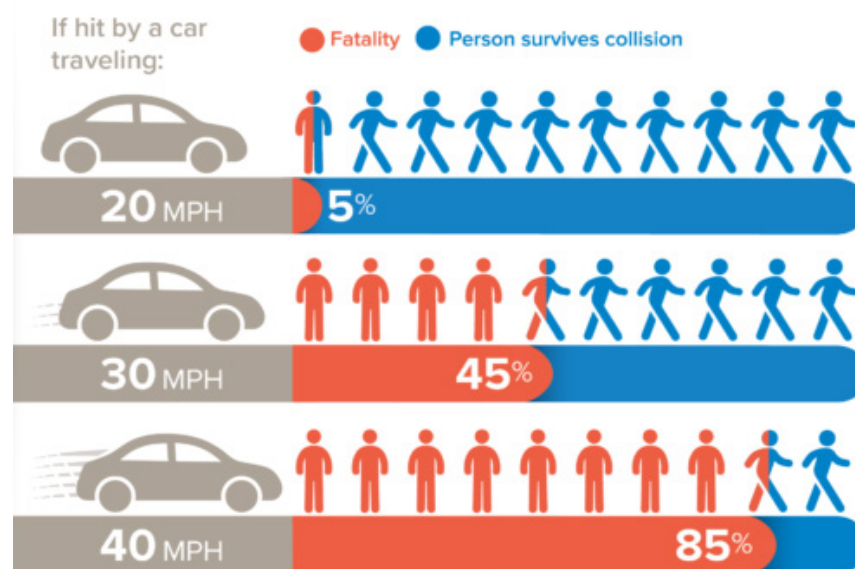 If hit by a car
traveling:
Fatality Person survives collision
20 MPH 5%
30 MPH 45%
40 MPH 85%